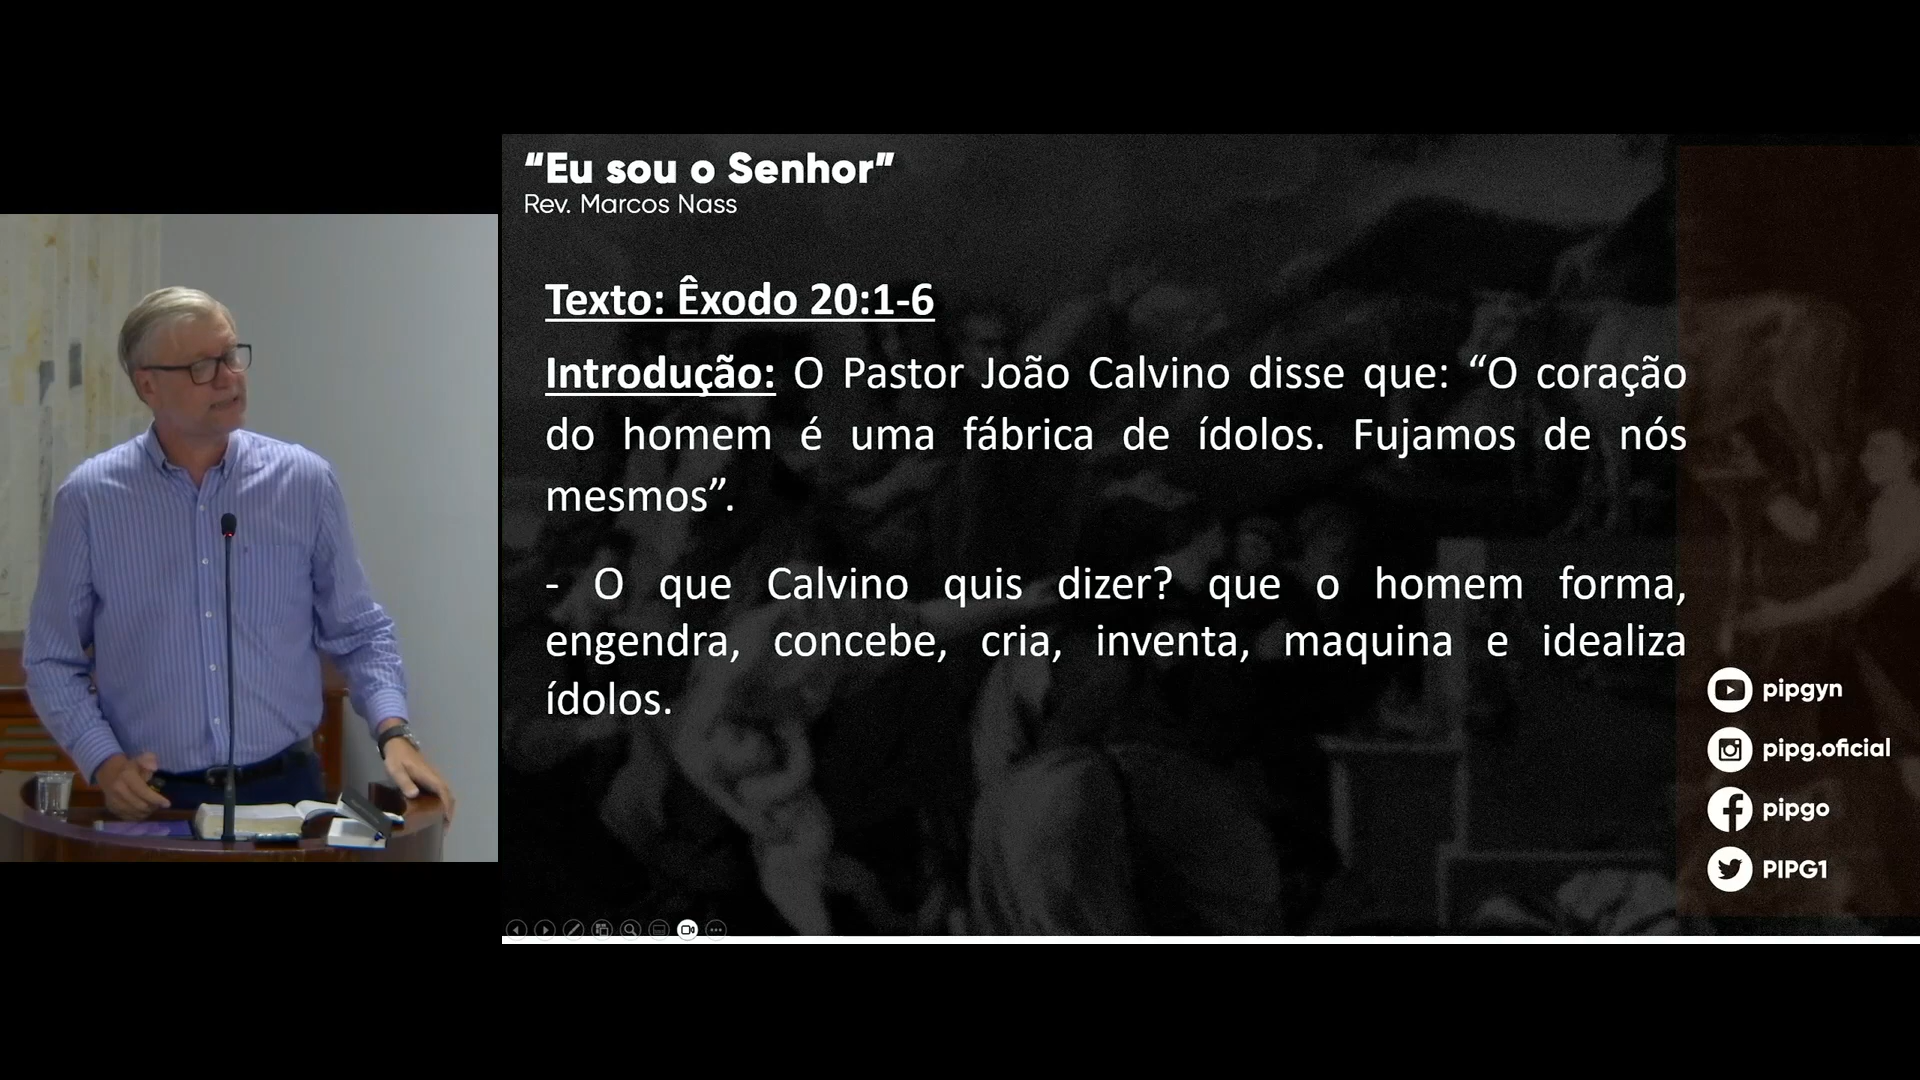 “Eu sou o Senhor”
Rev. Marcos Nass
Texto: Êxodo 20:1-6
Introdução: O Pastor João Calvino disse que: “O coração
do homem é uma fábrica de ídolos. Fujamos de nós
mesmos”.
- O que Calvino quis dizer? que o homem forma,
engendra, concebe, cria, inventa, maquina e idealiza
ídolos.
pipgyn
pipg.oficial
pipgo
PIPG1